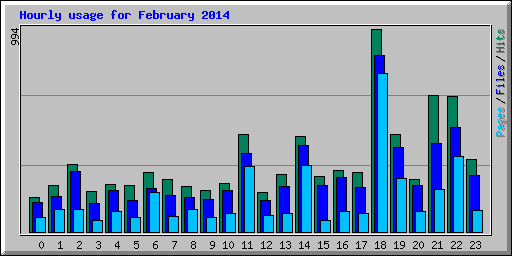 Hourly usage for February 2014
994
Pages / Files / Hits
0 1 2 3 4 5 6 7 8 9 10 11 12 13 14 15 16 17 18 19 20 21 22 23